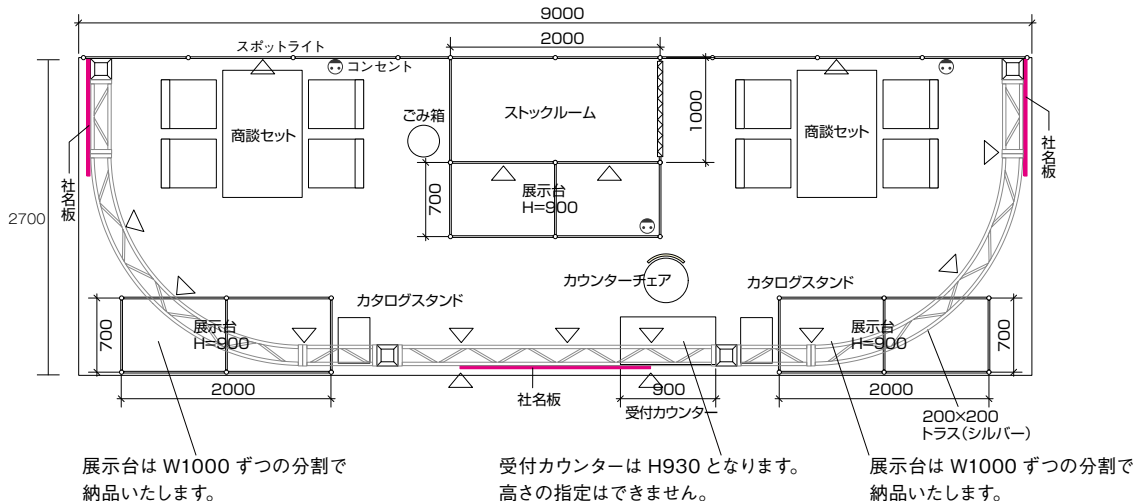 9000
スポットライト
2000
コンセント
ごみ箱
ストックルーム
1000
商談セット
商談セット
社名板
社名板
2700
700
展示台
H=900
カウンターチェア
カタログスタンド
カタログスタンド
700
展示台
H=900
展示台
H=900
700
2000
社名板
900
受付カウンター
2000
200×200
トラス(シルバー)
展示台は W1000 ずつの分割で
納品いたします。
受付カウンターは H930 となります。
高さの指定はできません。
展示台は W1000 ずつの分割で
納品いたします。